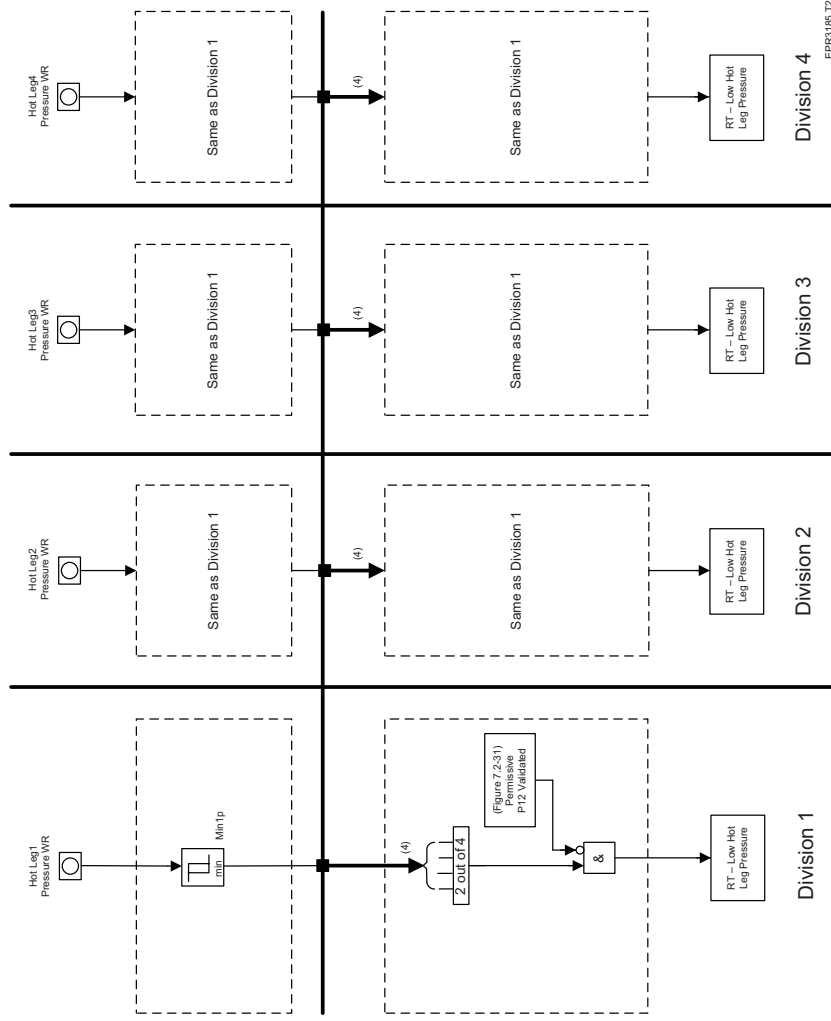 Hot Leg1
Pressure WR
min
Min1p
(4)
2 out of 4
(Figure 7.2-31)
Permissive
P12 Validated
&
RT – Low Hot
Leg Pressure
Division 1
Hot Leg2
Pressure WR
Same as Division 1
(4)
Same as Division 1
RT – Low Hot
Leg Pressure
Division 2
Hot Leg3
Pressure WR
Same as Division 1
(4)
Same as Division 1
RT – Low Hot
Leg Pressure
Division 3
Hot Leg4
Pressure WR
Same as Division 1
(4)
Same as Division 1
RT – Low Hot
Leg Pressure
Division 4
EPR3185 T2